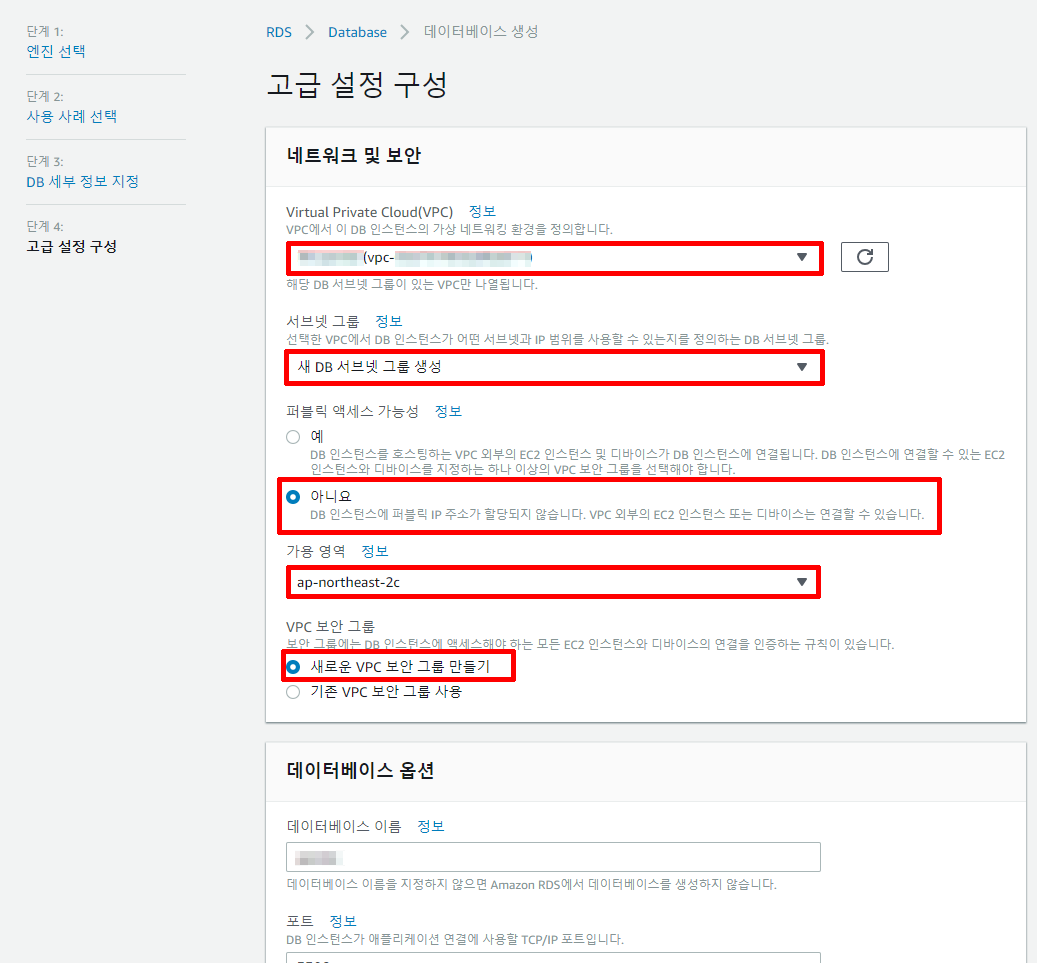 단계 1:
엔진 선택
단계 2:
사용 사례 선택
단계 3:
DB 세부 정보 지정
단계 4:
고급 설정 구성
RDS > Database > 데이터베이스 생성
고급 설정 구성
네트워크 및 보안
Virtual Private Cloud(VPC) 정보
VPC에서 이 DB 인스턴스의 가상 네트워킹 환경을 정의합니다.
(vpc- )
해당 DB 서브넷 그룹이 있는 VPC만 나열됩니다.
서브넷 그룹 정보
선택한 VPC에서 DB 인스턴스가 어떤 서브넷과 IP 범위를 사용할 수 있는지를 정의하는 DB 서브넷 그룹.
새 DB 서브넷 그룹 생성
퍼블릭 액세스 가능성 정보
예
DB 인스턴스를 호스팅하는 VPC 외부의 EC2 인스턴스 및 디바이스가 DB 인스턴스에 연결됩니다. DB 인스턴스에 연결할 수 있는 EC2
인스턴스와 디바이스를 지정하는 하나 이상의 VPC 보안 그룹을 선택해야 합니다.
아니요
DB 인스턴스에 퍼블릭 IP 주소가 할당되지 않습니다. VPC 외부의 EC2 인스턴스 또는 디바이스는 연결할 수 있습니다.
가용 영역 정보
ap-northeast-2c
VPC 보안 그룹
보안 그룹에는 DB 인스턴스에 액세스해야 하는 모든 EC2 인스턴스와 디바이스의 연결을 인증하는 규칙이 있습니다.
새로운 VPC 보안 그룹 만들기
기존 VPC 보안 그룹 사용
데이터베이스 옵션
데이터베이스 이름 정보
데이터베이스 이름을 지정하지 않으면 Amazon RDS에서 데이터베이스를 생성하지 않습니다.
포트 정보
DB 인스턴스가 애플리케이션 연결에 사용할 TCP/IP 포트입니다.